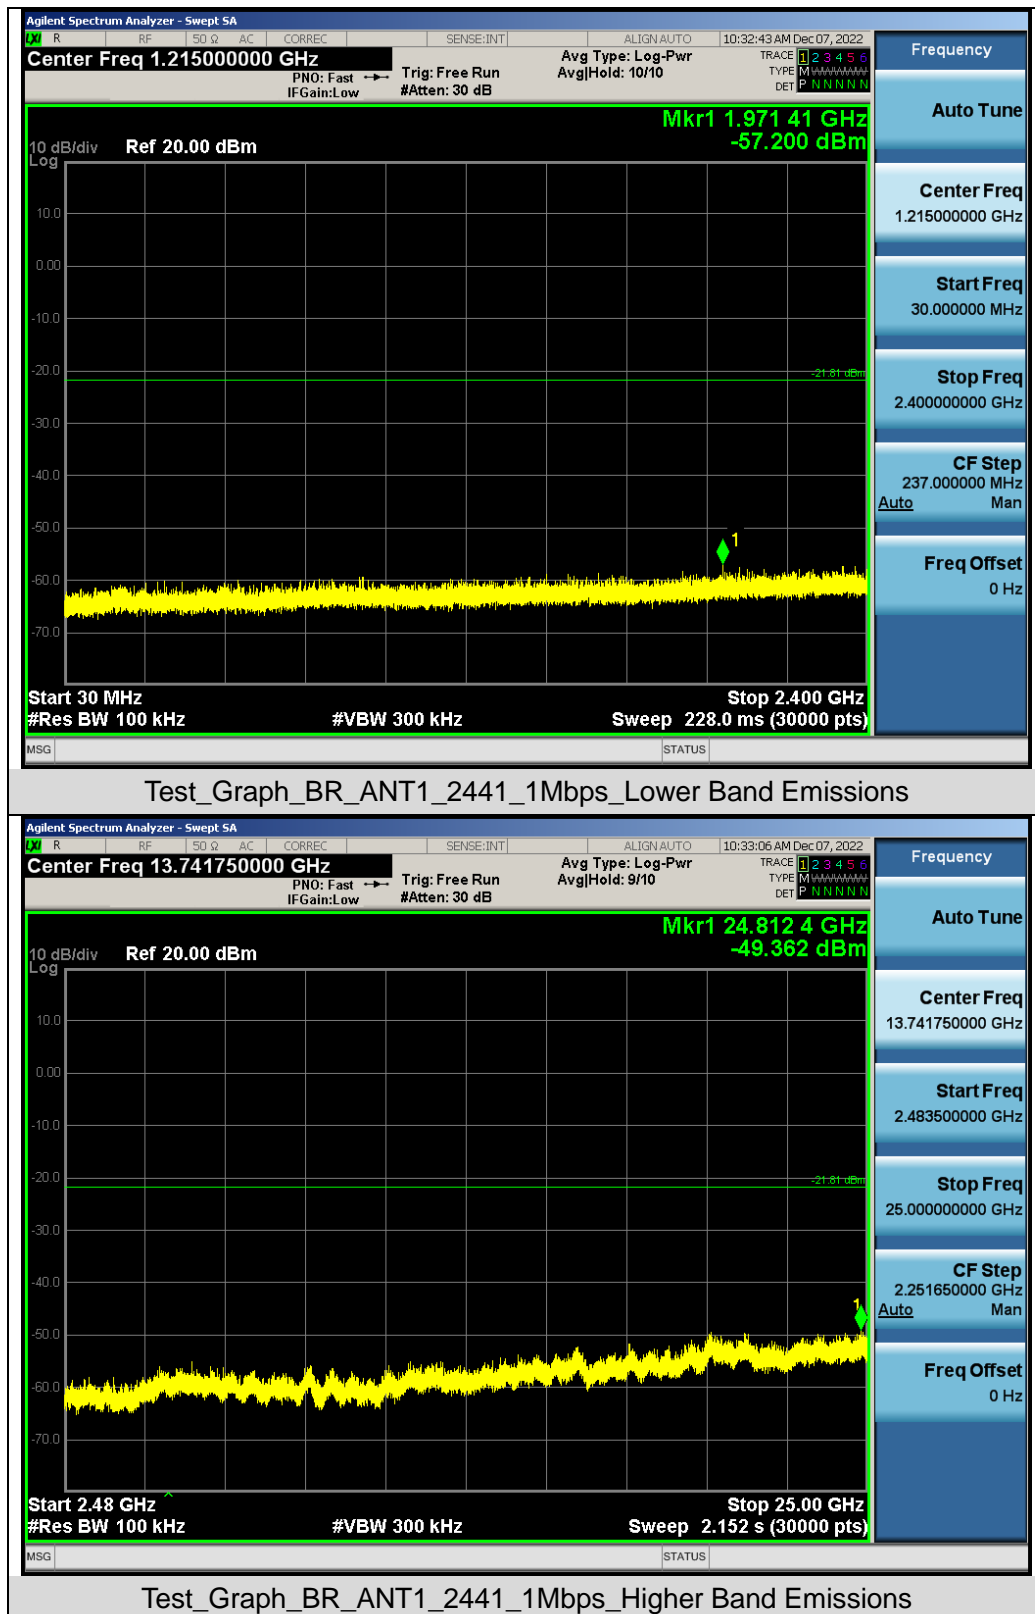 Agilent Spectrum Analyzer - Swept SA
LXI R RF 50 Ω AC CORREC SENSE:INT ALIGN AUTO 10:32:43 AM Dec 07, 2022
Center Freq 1.215000000 GHz
PNO: Fast
IFGain:Low
Trig: Free Run
#Atten: 30 dB
Avg Type: Log-Pwr
Avg|Hold: 10/10
TRACE 1 2 3 4 5 6
TYPE M
DET P N N N N N
Mkr1 1.971 41 GHz
-57.200 dBm
10 dB/div Ref 20.00 dBm
Log
10.0
0.00
-10.0
-20.0
-21.81 dBm
-30.0
-40.0
-50.0
1
-60.0
-70.0
Start 30 MHz Stop 2.400 GHz
#Res BW 100 kHz #VBW 300 kHz Sweep 228.0 ms (30000 pts)
MSG STATUS
Frequency
Auto Tune
Center Freq
1.215000000 GHz
Start Freq
30.000000 MHz
Stop Freq
2.400000000 GHz
CF Step
237.000000 MHz
Auto Man
Freq Offset
0 Hz
Test_Graph_BR_ANT1_2441_1Mbps_Lower Band Emissions
Agilent Spectrum Analyzer - Swept SA
LXI R RF 50 Ω AC CORREC SENSE:INT ALIGN AUTO 10:33:06 AM Dec 07, 2022
Center Freq 13.741750000 GHz
PNO: Fast
IFGain:Low
Trig: Free Run
#Atten: 30 dB
Avg Type: Log-Pwr
Avg|Hold: 9/10
TRACE 1 2 3 4 5 6
TYPE M
DET P N N N N N
Mkr1 24.812 4 GHz
-49.362 dBm
10 dB/div Ref 20.00 dBm
Log
10.0
0.00
-10.0
-20.0
-21.81 dBm
-30.0
-40.0
1
-50.0
-60.0
-70.0
Start 2.48 GHz Stop 25.00 GHz
#Res BW 100 kHz #VBW 300 kHz Sweep 2.152 s (30000 pts)
MSG STATUS
Frequency
Auto Tune
Center Freq
13.741750000 GHz
Start Freq
2.483500000 GHz
Stop Freq
25.000000000 GHz
CF Step
2.251650000 GHz
Auto Man
Freq Offset
0 Hz
Test_Graph_BR_ANT1_2441_1Mbps_Higher Band Emissions